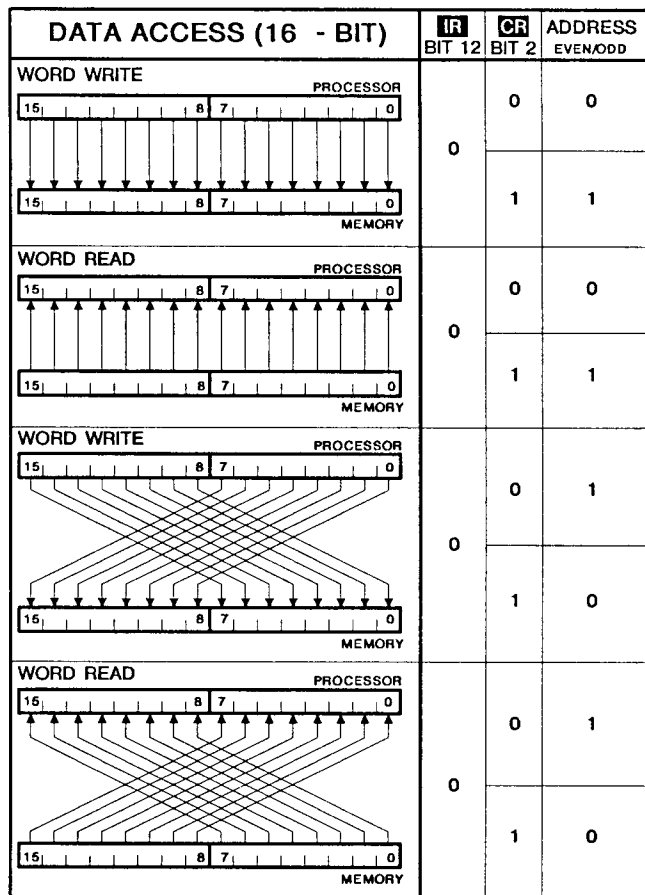 DATA ACCESS (16 - BIT)
IR
BIT 12
CR
BIT 2
ADDRESS
EVEN/ODD
WORD WRITE
PROCESSOR
15 8 7 0
15 8 7 0
MEMORY
0
0 0
1 1
WORD READ
PROCESSOR
15 8 7 0
15 8 7 0
MEMORY
0
0 0
1 1
WORD WRITE
PROCESSOR
15 8 7 0
15 8 7 0
MEMORY
0
0 1
1 0
WORD READ
PROCESSOR
15 8 7 0
15 8 7 0
MEMORY
0
0 1
1 0